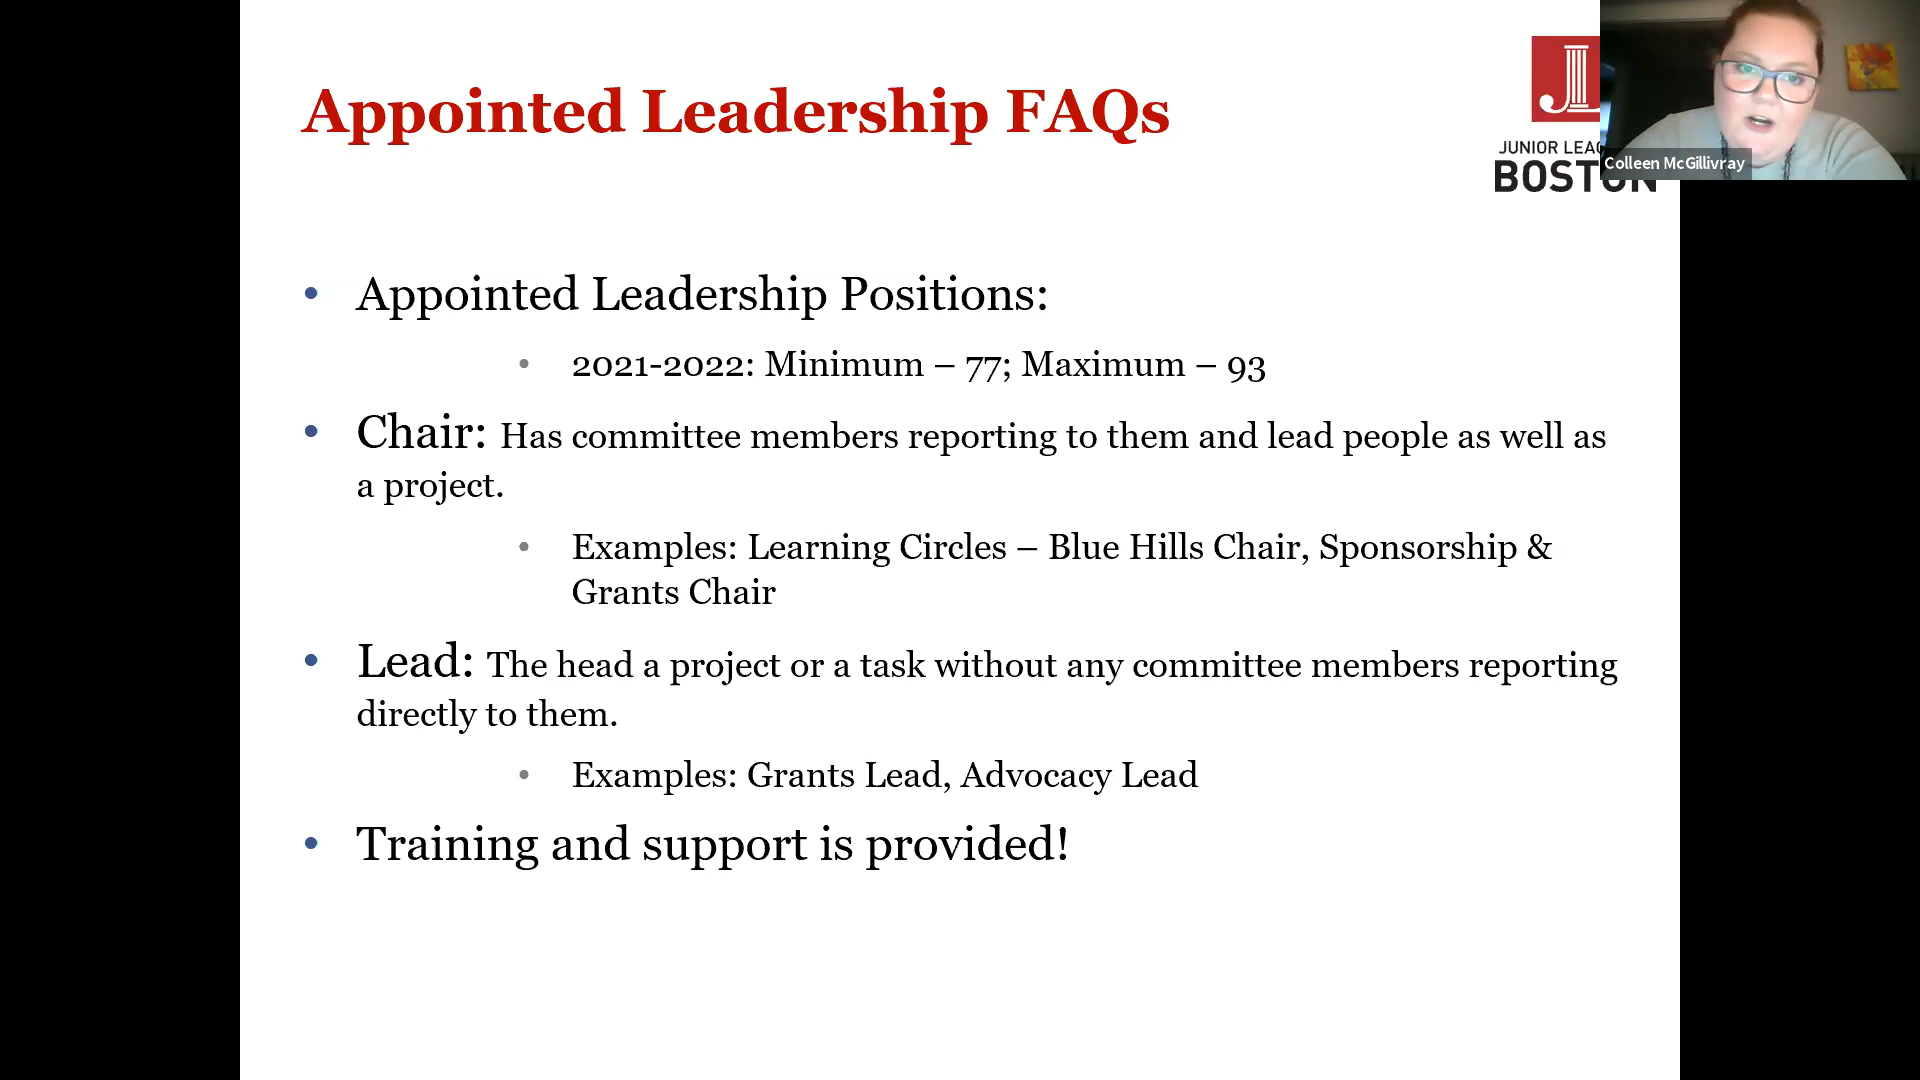 Appointed Leadership FAQs
JUNIOR LEA
BOSTON
Colleen McGillivray
• Appointed Leadership Positions:
• 2021-2022: Minimum – 77; Maximum – 93
• Chair: Has committee members reporting to them and lead people as well as
a project.
• Examples: Learning Circles – Blue Hills Chair, Sponsorship &
Grants Chair
• Lead: The head a project or a task without any committee members reporting
directly to them.
• Examples: Grants Lead, Advocacy Lead
• Training and support is provided!